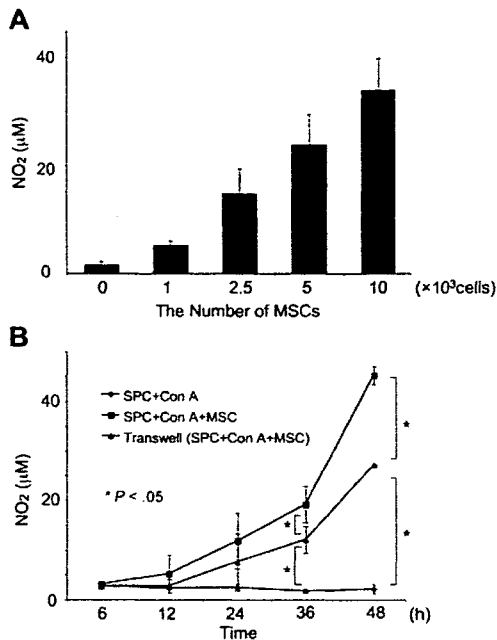 A
NO2 (μM)
40
20
0
0 1 2.5 5 10 (×10³cells)
The Number of MSCs
B
NO2 (μM)
40
20
0
SPC+Con A
SPC+Con A+MSC
Transwell (SPC+Con A+MSC)
* P < .05
*
*
*
*
6 12 24 36 48 (h)
Time